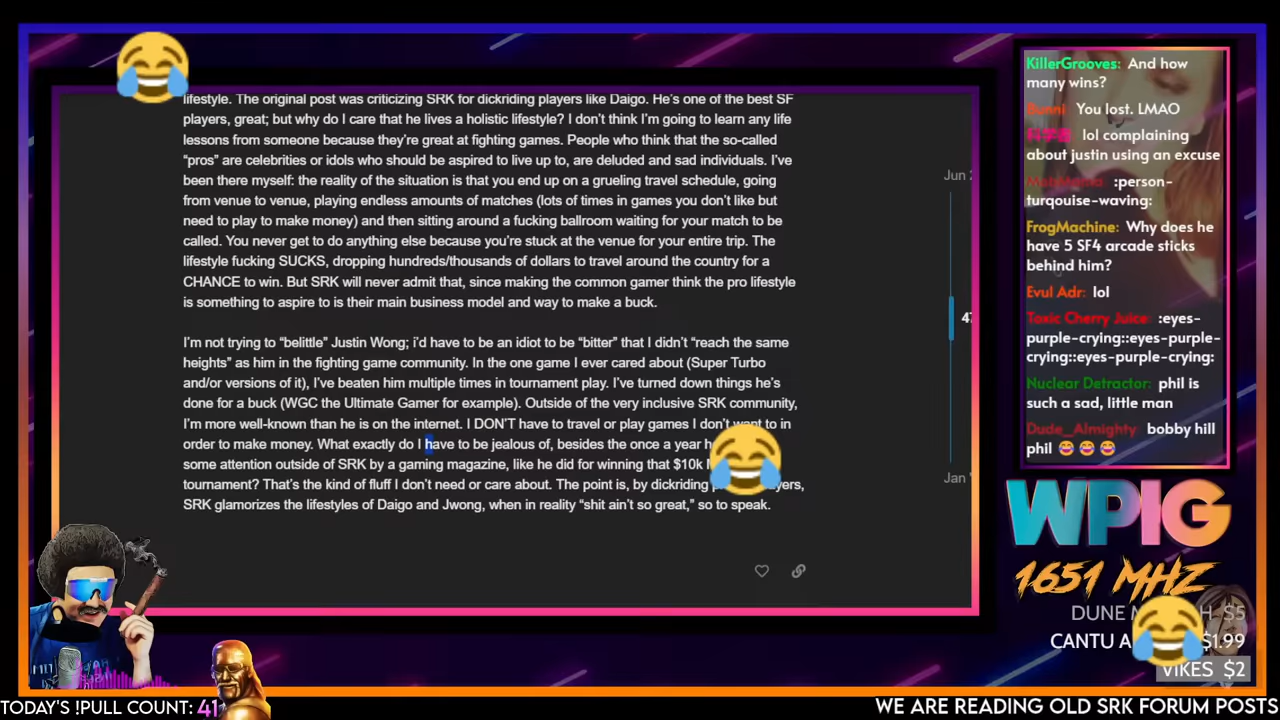 lifestyle. The original post was criticizing SRK for dickriding players like Daigo. He's one of the best SF
players, great; but why do I care that he lives a holistic lifestyle? I don't think I'm going to learn any life
lessons from someone because they're great at fighting games. People who think that the so-called
“pros” are celebrities or idols who should be aspired to live up to, are deluded and sad individuals. I've
been there myself: the reality of the situation is that you end up on a grueling travel schedule, going
from venue to venue, playing endless amounts of matches (lots of times in games you don't like but
need to play to make money) and then sitting around a fucking ballroom waiting for your match to be
called. You never get to do anything else because you're stuck at the venue for your entire trip. The
lifestyle fucking SUCKS, dropping hundreds/thousands of dollars to travel around the country for a
CHANCE to win. But SRK will never admit that, since making the common gamer think the pro lifestyle
is something to aspire to is their main business model and way to make a buck.
I'm not trying to “belittle” Justin Wong; i'd have to be an idiot to be “bitter” that I didn't “reach the same
heights” as him in the fighting game community. In the one game I ever cared about (Super Turbo
and/or versions of it), I've beaten him multiple times in tournament play. I've turned down things he's
done for a buck (WGC the Ultimate Gamer for example). Outside of the very inclusive SRK community,
I'm more well-known than he is on the internet. I DON'T have to travel or play games I don't want to in
order to make money. What exactly do I have to be jealous of, besides the once a year
some attention outside of SRK by a gaming magazine, like he did for winning that $10k
tournament? That's the kind of fluff I don't need or care about. The point is, by dickriding
SRK glamorizes the lifestyles of Daigo and Jwong, when in reality “shit ain't so great,” so to speak.
Jun
47
Jan
KillerGrooves: And how
many wins?
Bunni You lost. LMAO
lol complaining
about justin using an excuse
:person-
turqouise-waving:
FrogMachine: Why does he
have 5 SF4 arcade sticks
behind him?
Evul Adr: lol
Toxic Cherry Juice: :eyes-
purple-crying::eyes-purple-
crying::eyes-purple-crying:
Nuclear Detractor: phil is
such a sad, little man
Dude_Almighty bobby hill
phil 😄😄😄
WPIG
1651 MHZ
DUNE $5
CANTU $1.99
VIKES $2
TODAY'S !PULL COUNT: 41
WE ARE READING OLD SRK FORUM POSTS